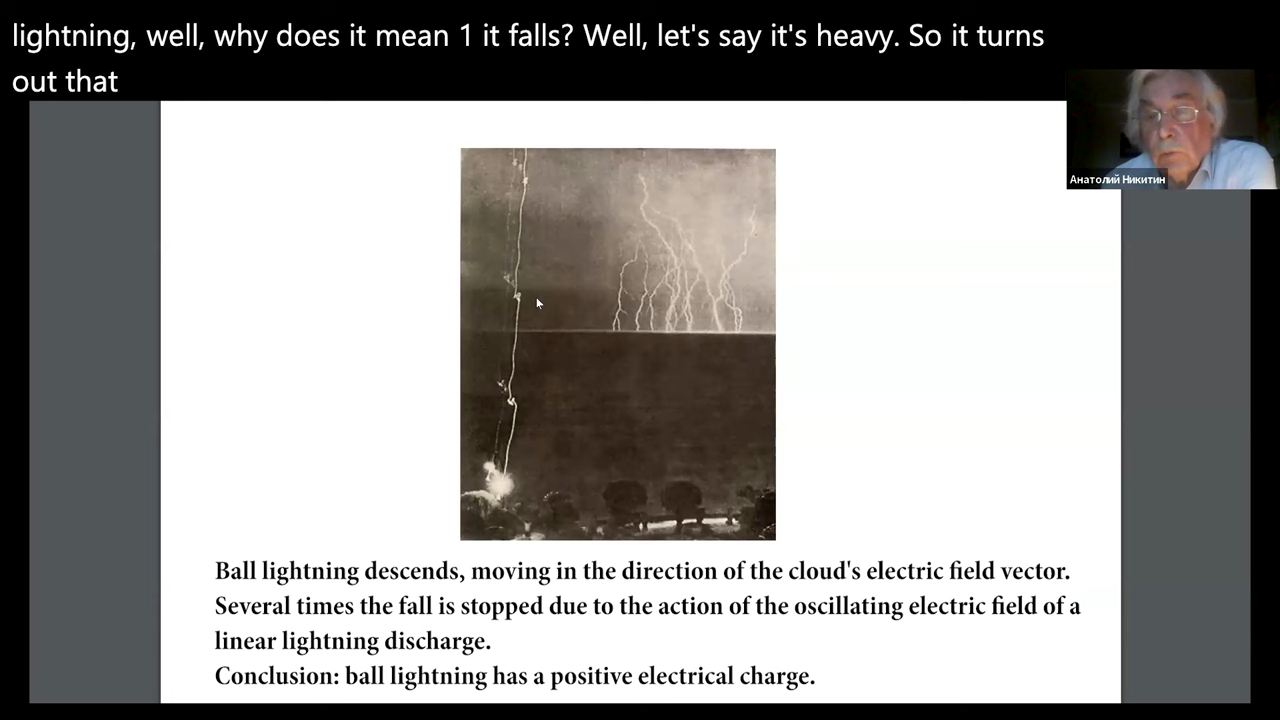 lightning, well, why does it mean 1 it falls? Well, let's say it's heavy. So it turns
out that
Анатолий Никитин
Ball lightning descends, moving in the direction of the cloud's electric field vector.
Several times the fall is stopped due to the action of the oscillating electric field of a
linear lightning discharge.
Conclusion: ball lightning has a positive electrical charge.